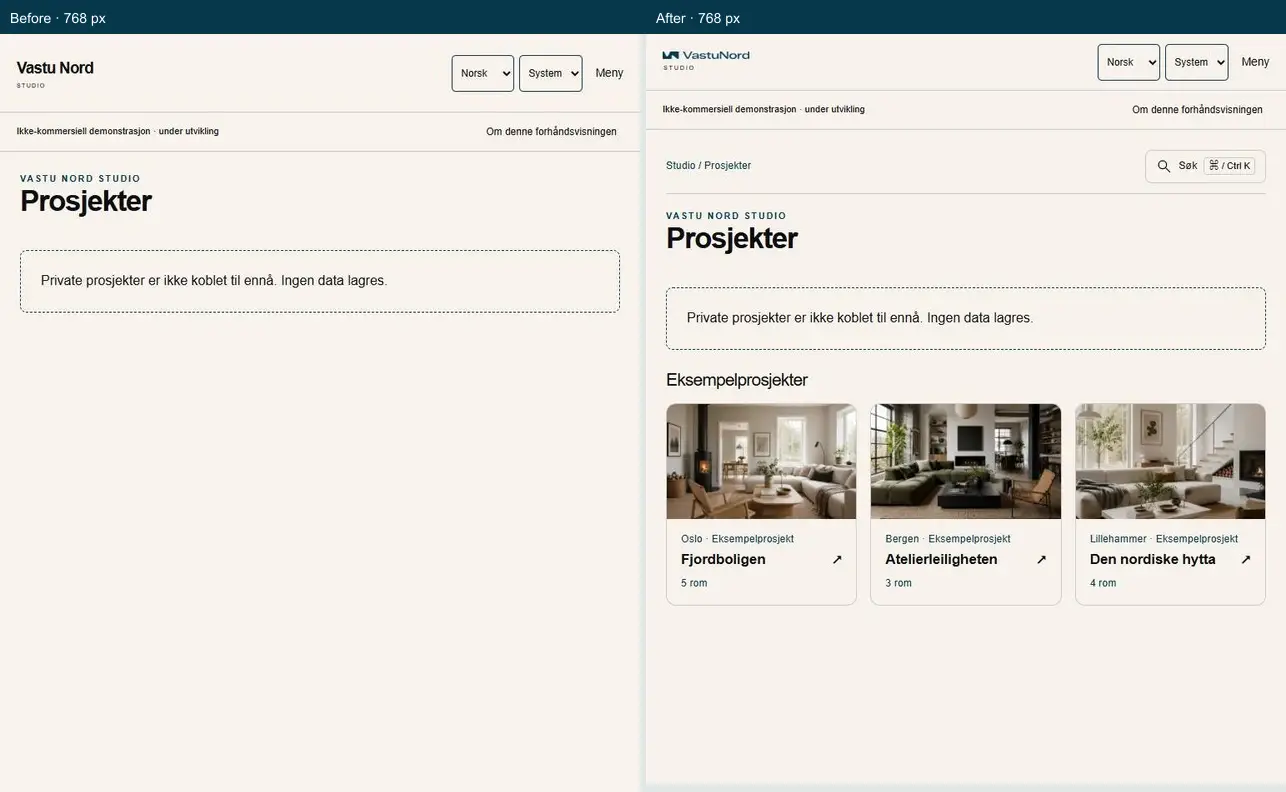 Before · 768 px
Vastu Nord
STUDIO
Norsk
System
Meny
Ikke-kommersiell demonstrasjon · under utvikling
Om denne forhåndsvisningen
VASTU NORD STUDIO
Prosjekter
Private prosjekter er ikke koblet til ennå. Ingen data lagres.
After · 768 px
VastuNord
STUDIO
Norsk
System
Meny
Ikke-kommersiell demonstrasjon · under utvikling
Om denne forhåndsvisningen
Studio / Prosjekter
Søk
⌘ / Ctrl K
VASTU NORD STUDIO
Prosjekter
Private prosjekter er ikke koblet til ennå. Ingen data lagres.
Eksempelprosjekter
Oslo · Eksempelprosjekt
Fjordboligen ↗
5 rom
Bergen · Eksempelprosjekt
Atelierleiligheten ↗
3 rom
Lillehammer · Eksempelprosjekt
Den nordiske hytta ↗
4 rom